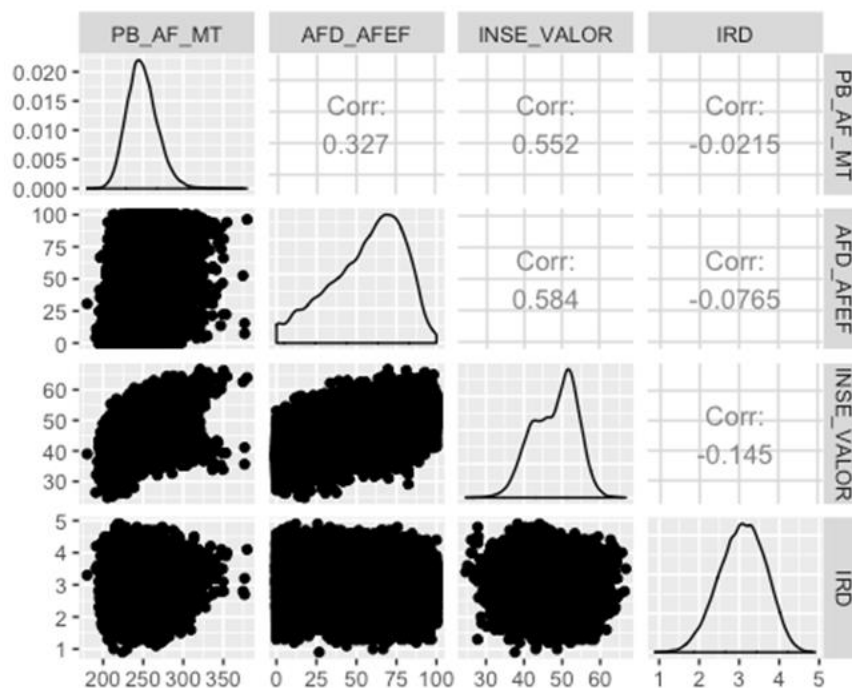 PB_AF_MT AFD_AFEF INSE_VALOR IRD
0.020
0.015
0.010
0.005
0.000
Corr:
0.327
Corr:
0.552
Corr:
-0.0215
PB_AF_MT
100
75
50
25
0
Corr:
0.584
Corr:
-0.0765
AFD_AFEF
60
50
40
30
Corr:
-0.145
INSE_VALOR
5
4
3
2
1
IRD
200 250 300 350 0 25 50 75 100 30 40 50 60 1 2 3 4 5